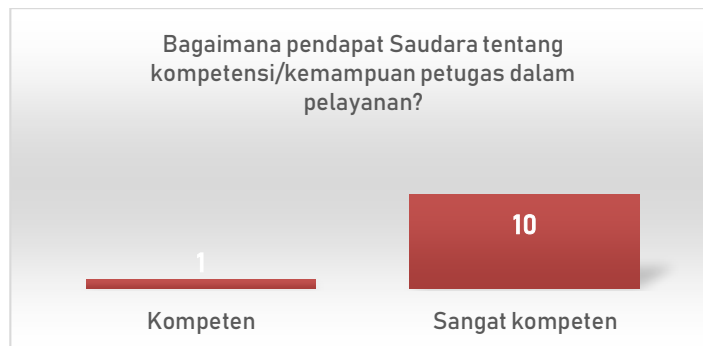 Bagaimana pendapat Saudara tentang
kompetensi/kemampuan petugas dalam
pelayanan?
1
10
Kompeten
Sangat kompeten